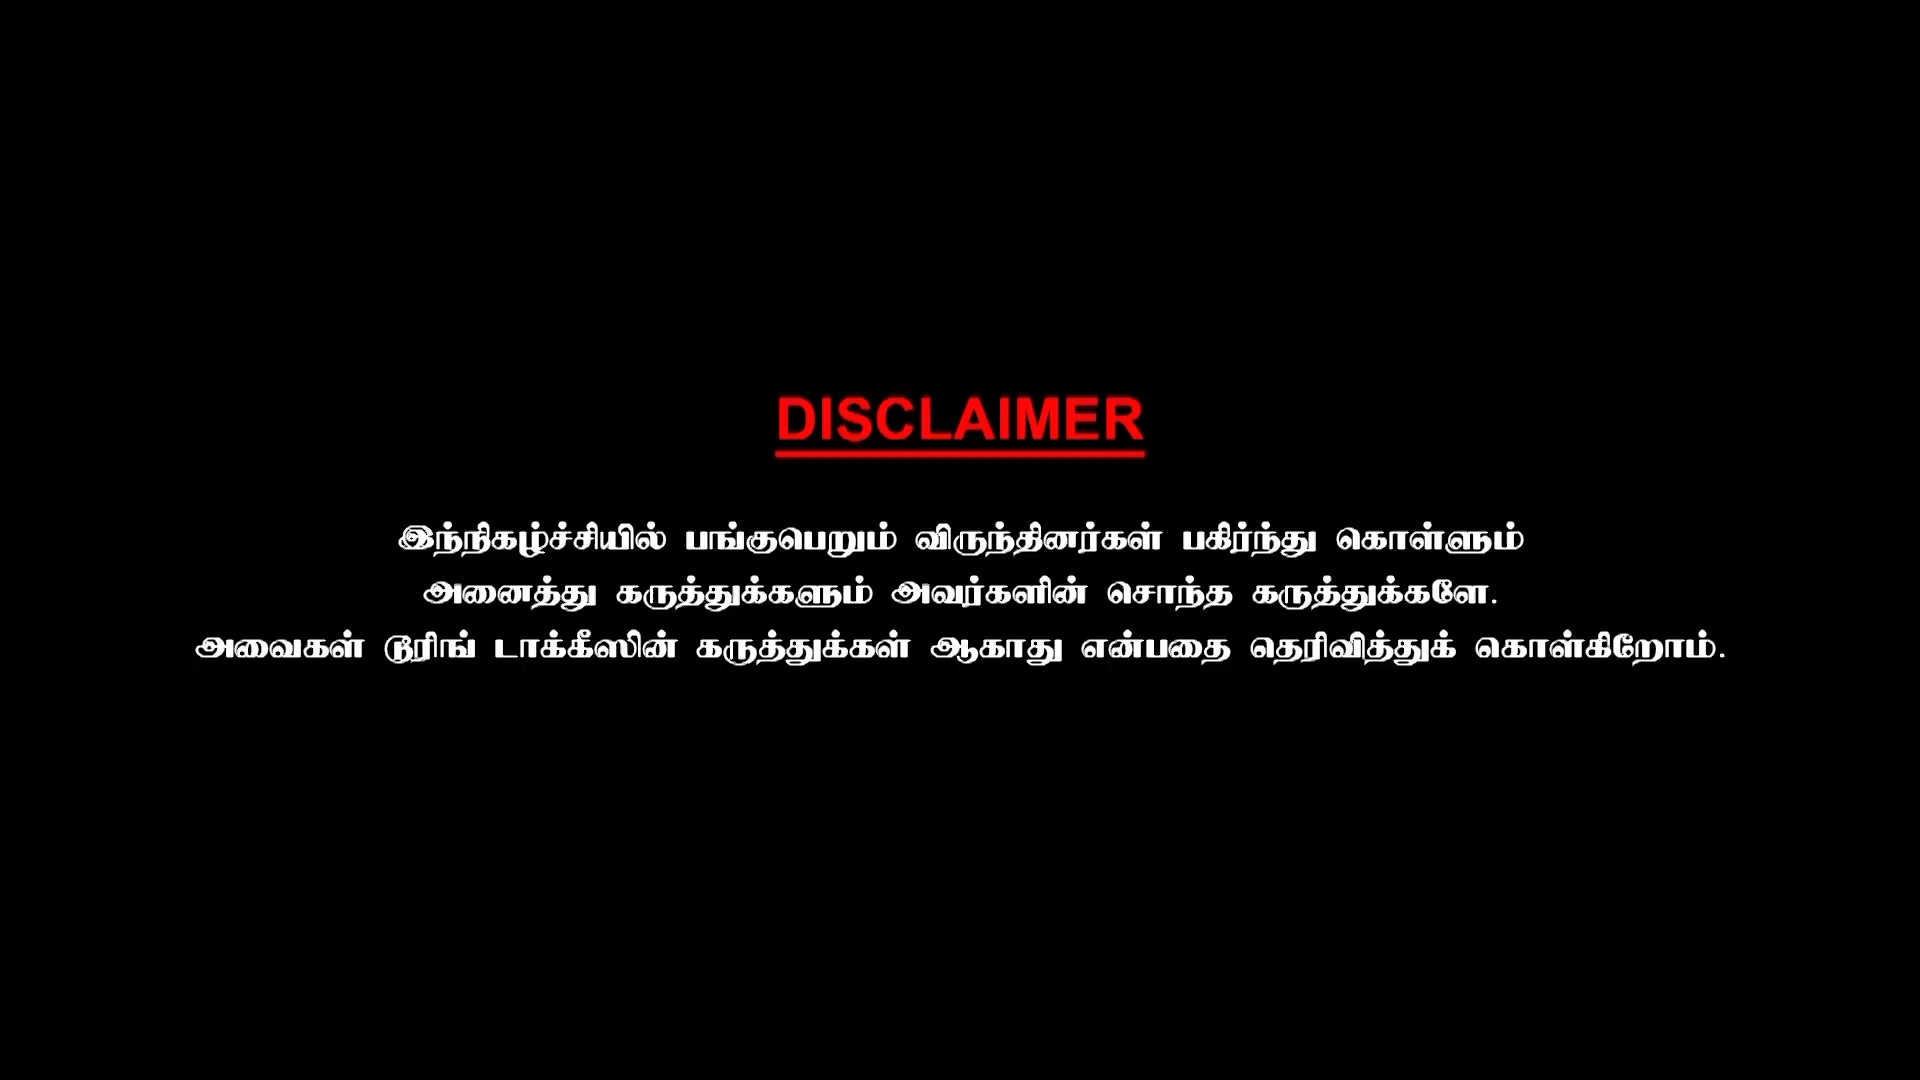 DISCLAIMER
இந்நிகழ்ச்சியில் பங்குபெறும் விருந்தினர்கள் பகிர்ந்து கொள்ளும்
அனைத்து கருத்துக்களும் அவர்களின் சொந்த கருத்துக்களே.
அவைகள் டூரிங் டாக்கீஸின் கருத்துக்கள் ஆகாது என்பதை தெரிவித்துக் கொள்கிறோம்.